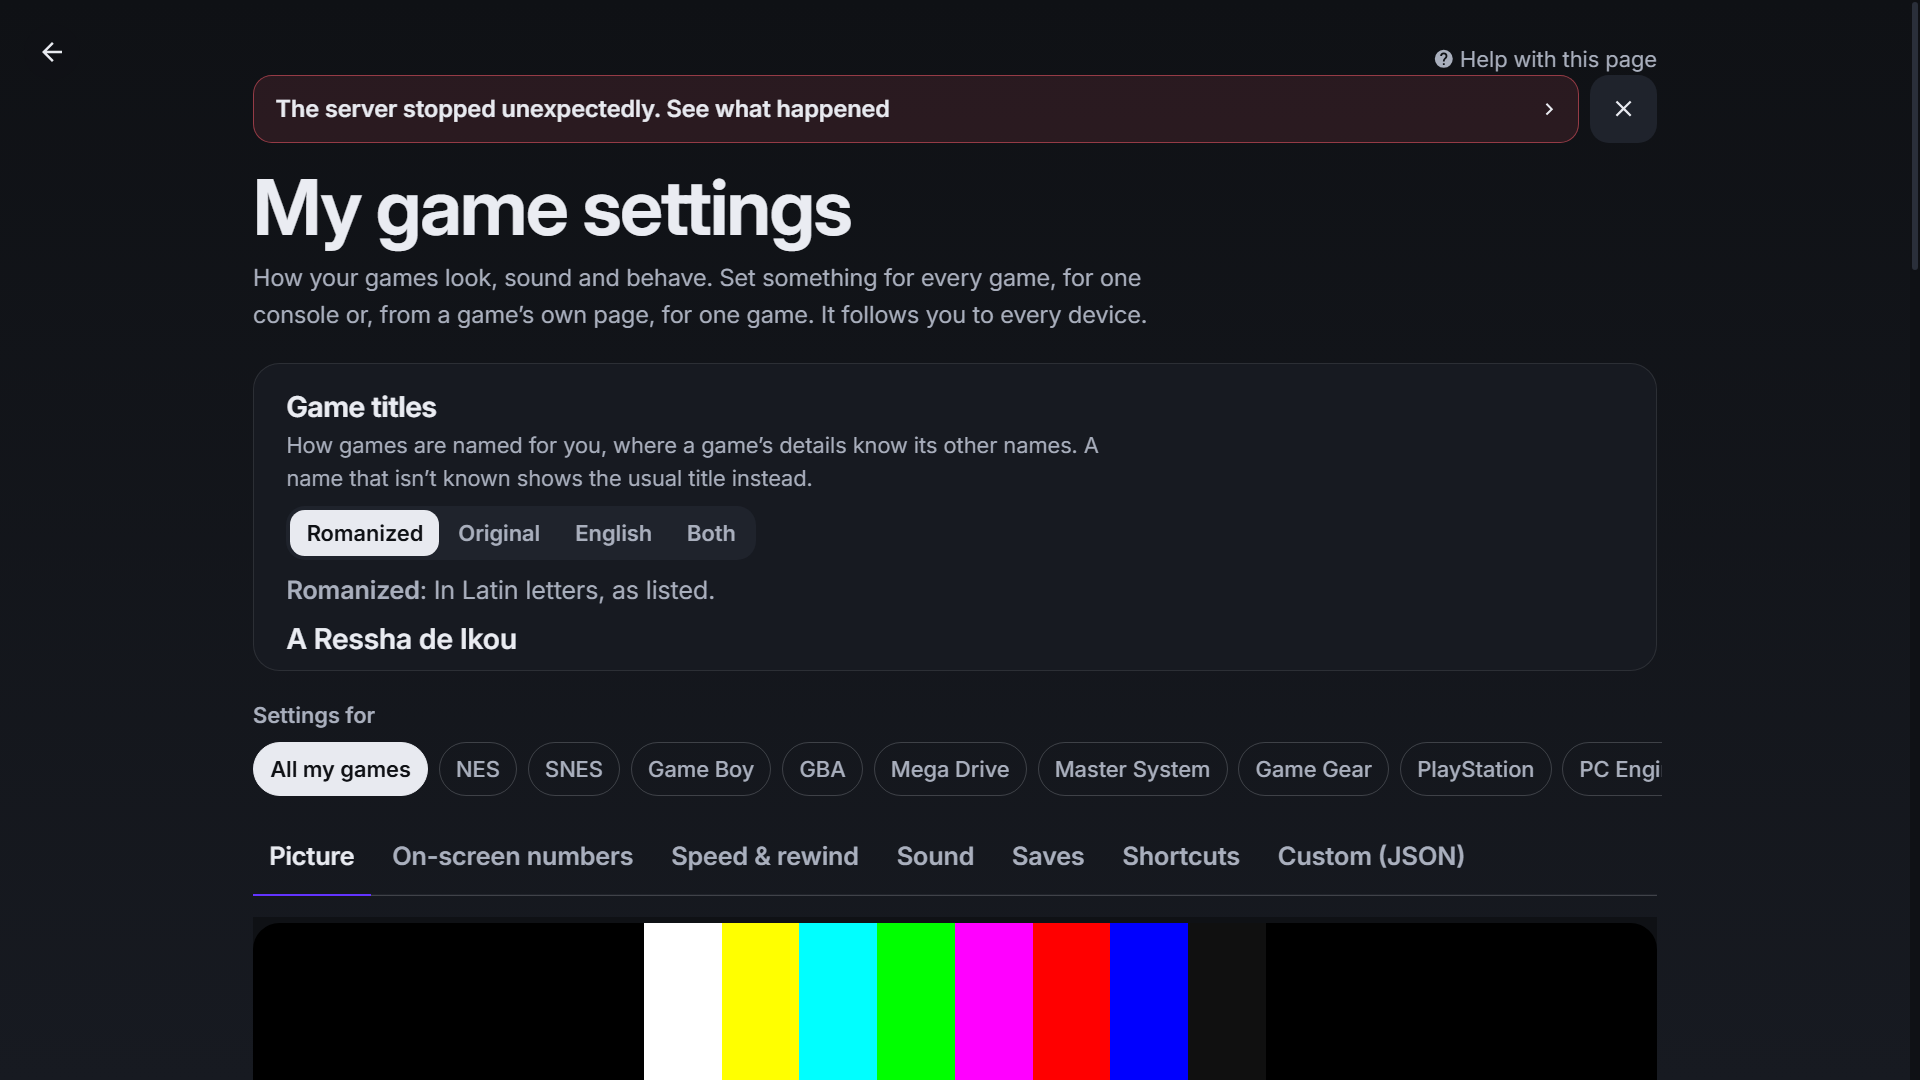 Help with this page
The server stopped unexpectedly. See what happened
My game settings
How your games look, sound and behave. Set something for every game, for one
console or, from a game’s own page, for one game. It follows you to every device.
Game titles
How games are named for you, where a game’s details know its other names. A
name that isn’t known shows the usual title instead.
Romanized Original English Both
Romanized: In Latin letters, as listed.
A Ressha de Ikou
Settings for
All my games NES SNES Game Boy GBA Mega Drive Master System Game Gear PlayStation PC Engi
Picture On-screen numbers Speed & rewind Sound Saves Shortcuts Custom (JSON)